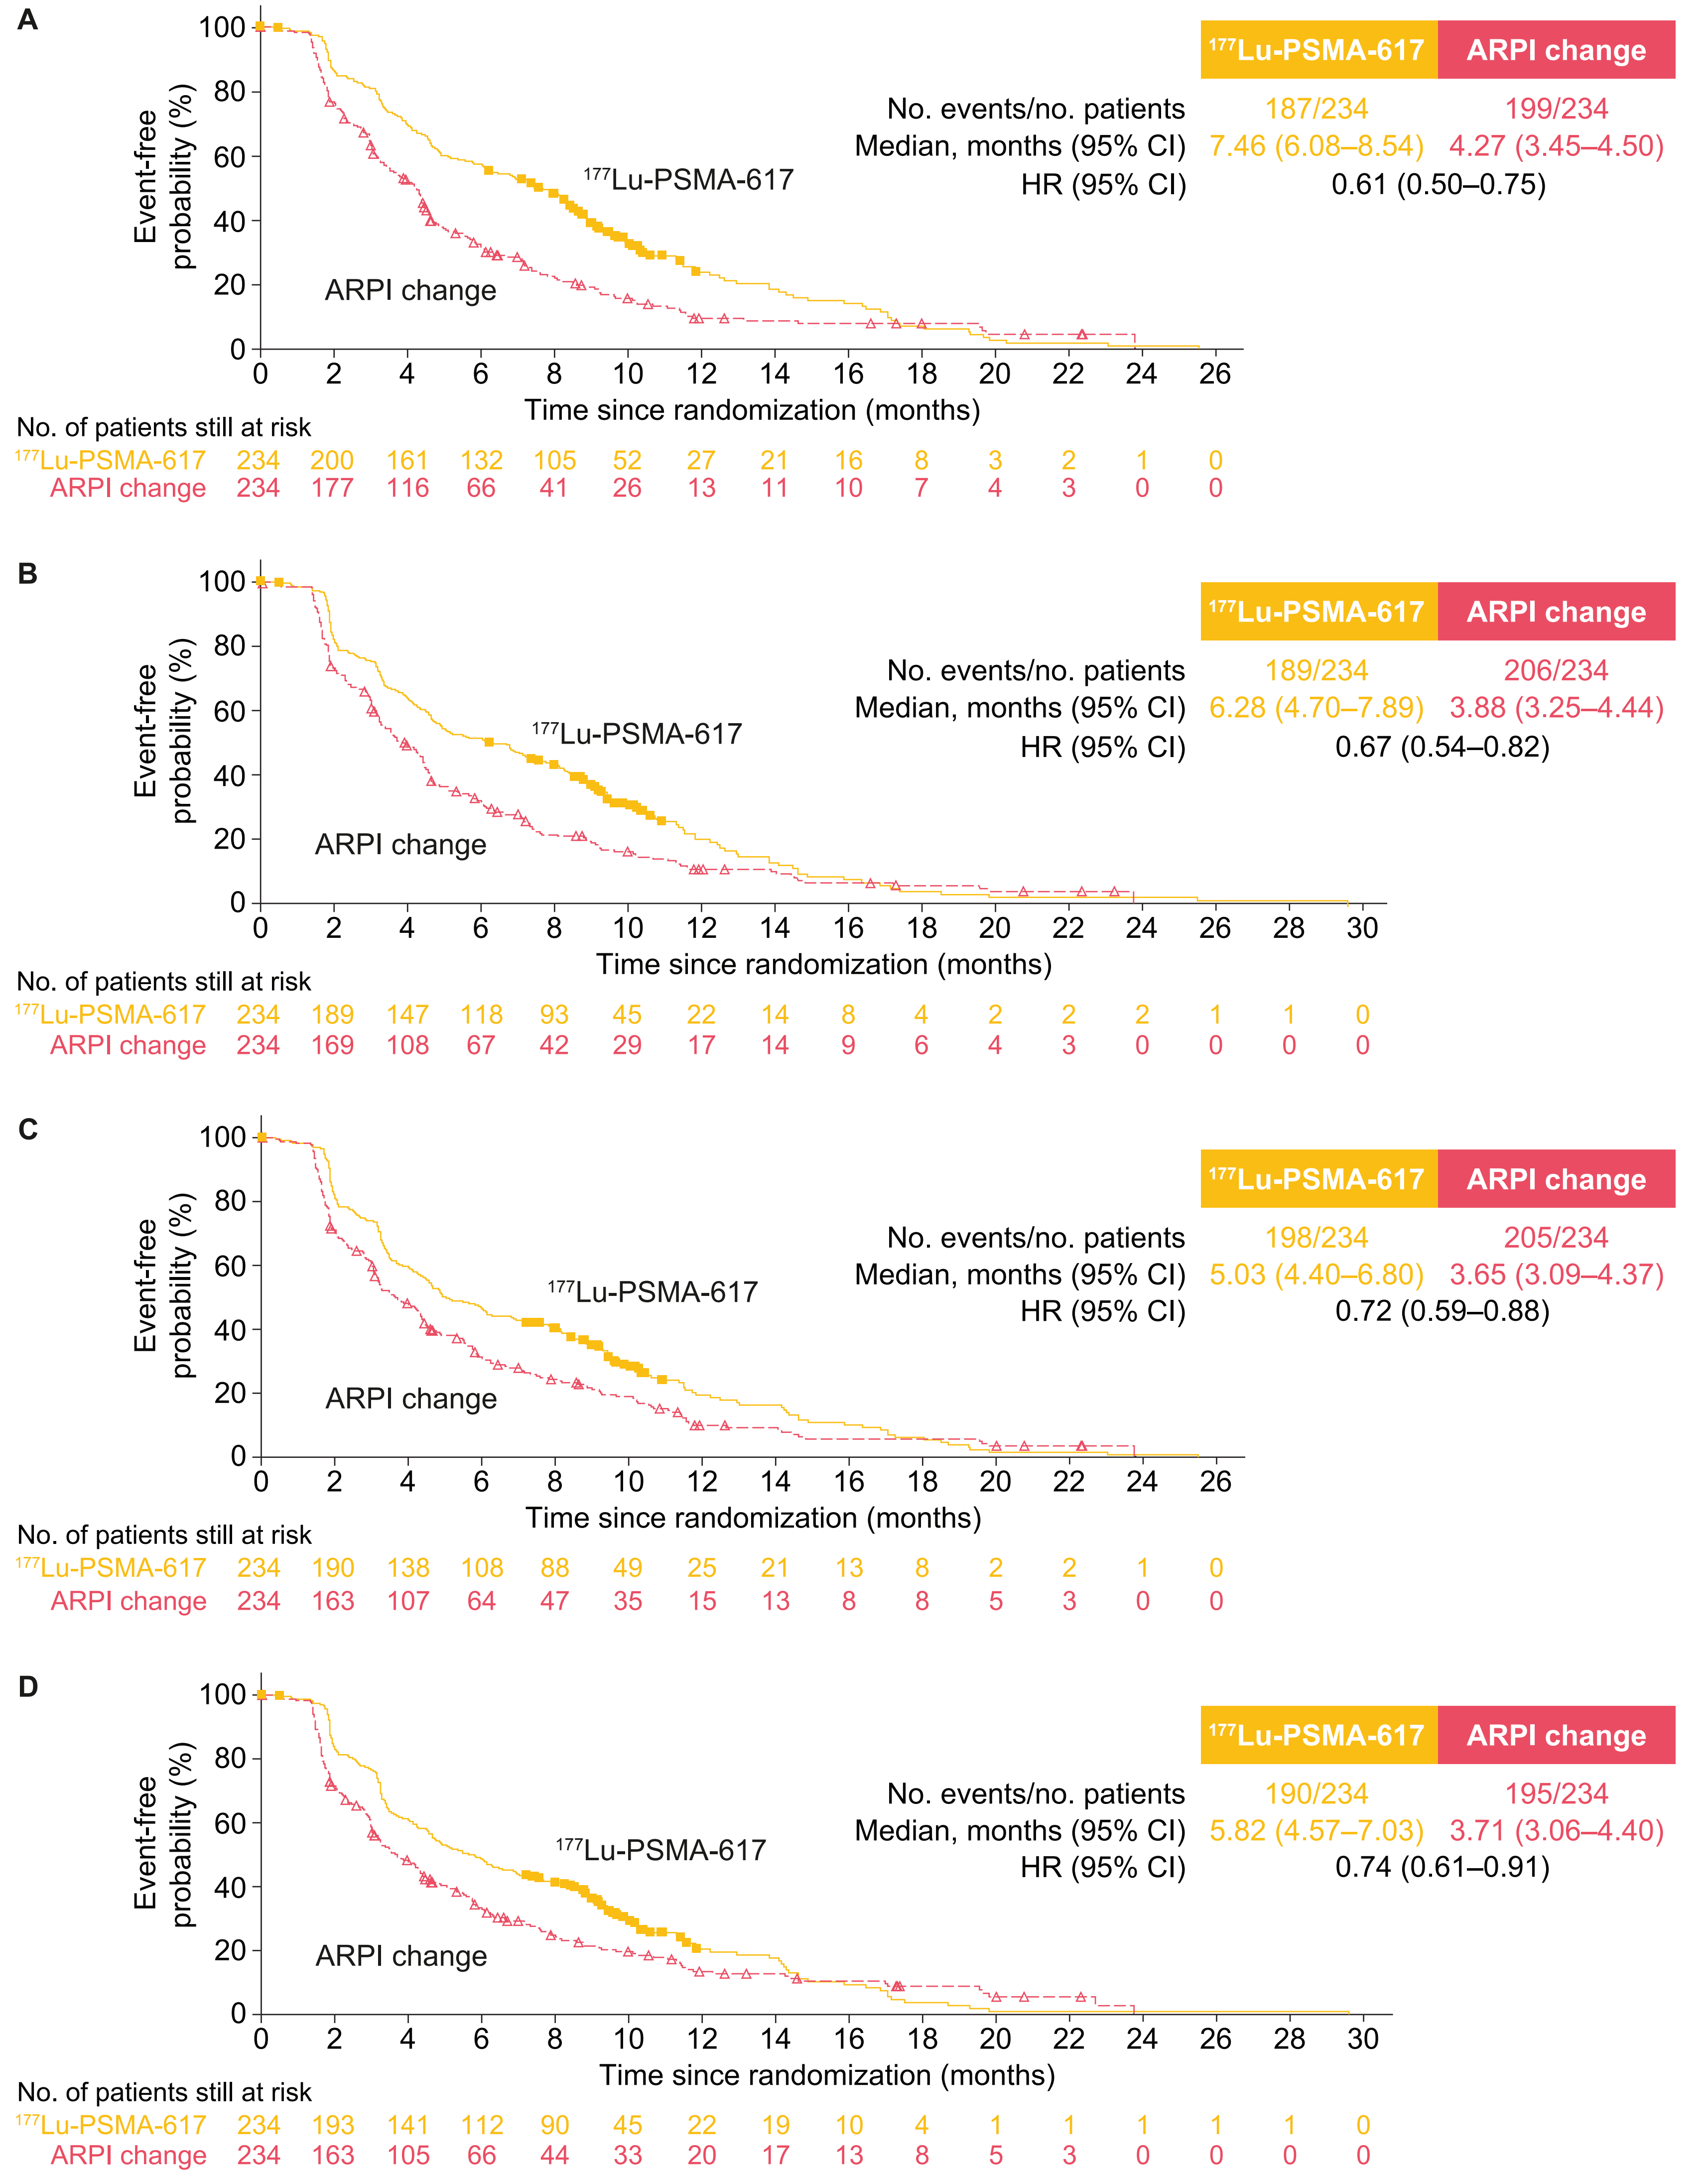 A
¹⁷⁷Lu-PSMA-617 ARPI change
No. events/no. patients 187/234 199/234
Median, months (95% CI) 7.46 (6.08–8.54) 4.27 (3.45–4.50)
HR (95% CI) 0.61 (0.50–0.75)
Event-free
probability (%)
100
80
60
40
20
0
¹⁷⁷Lu-PSMA-617
ARPI change
0 2 4 6 8 10 12 14 16 18 20 22 24 26
Time since randomization (months)
No. of patients still at risk
¹⁷⁷Lu-PSMA-617 234 200 161 132 105 52 27 21 16 8 3 2 1 0
ARPI change 234 177 116 66 41 26 13 11 10 7 4 3 0 0
B
¹⁷⁷Lu-PSMA-617 ARPI change
No. events/no. patients 189/234 206/234
Median, months (95% CI) 6.28 (4.70–7.89) 3.88 (3.25–4.44)
HR (95% CI) 0.67 (0.54–0.82)
Event-free
probability (%)
100
80
60
40
20
0
¹⁷⁷Lu-PSMA-617
ARPI change
0 2 4 6 8 10 12 14 16 18 20 22 24 26 28 30
Time since randomization (months)
No. of patients still at risk
¹⁷⁷Lu-PSMA-617 234 189 147 118 93 45 22 14 8 4 2 2 2 1 1 0
ARPI change 234 169 108 67 42 29 17 14 9 6 4 3 0 0 0 0
C
¹⁷⁷Lu-PSMA-617 ARPI change
No. events/no. patients 198/234 205/234
Median, months (95% CI) 5.03 (4.40–6.80) 3.65 (3.09–4.37)
HR (95% CI) 0.72 (0.59–0.88)
Event-free
probability (%)
100
80
60
40
20
0
¹⁷⁷Lu-PSMA-617
ARPI change
0 2 4 6 8 10 12 14 16 18 20 22 24 26
Time since randomization (months)
No. of patients still at risk
¹⁷⁷Lu-PSMA-617 234 190 138 108 88 49 25 21 13 8 2 2 1 0
ARPI change 234 163 107 64 47 35 15 13 8 8 5 3 0 0
D
¹⁷⁷Lu-PSMA-617 ARPI change
No. events/no. patients 190/234 195/234
Median, months (95% CI) 5.82 (4.57–7.03) 3.71 (3.06–4.40)
HR (95% CI) 0.74 (0.61–0.91)
Event-free
probability (%)
100
80
60
40
20
0
¹⁷⁷Lu-PSMA-617
ARPI change
0 2 4 6 8 10 12 14 16 18 20 22 24 26 28 30
Time since randomization (months)
No. of patients still at risk
¹⁷⁷Lu-PSMA-617 234 193 141 112 90 45 22 19 10 4 1 1 1 1 1 0
ARPI change 234 163 105 66 44 33 20 17 13 8 5 3 0 0 0 0